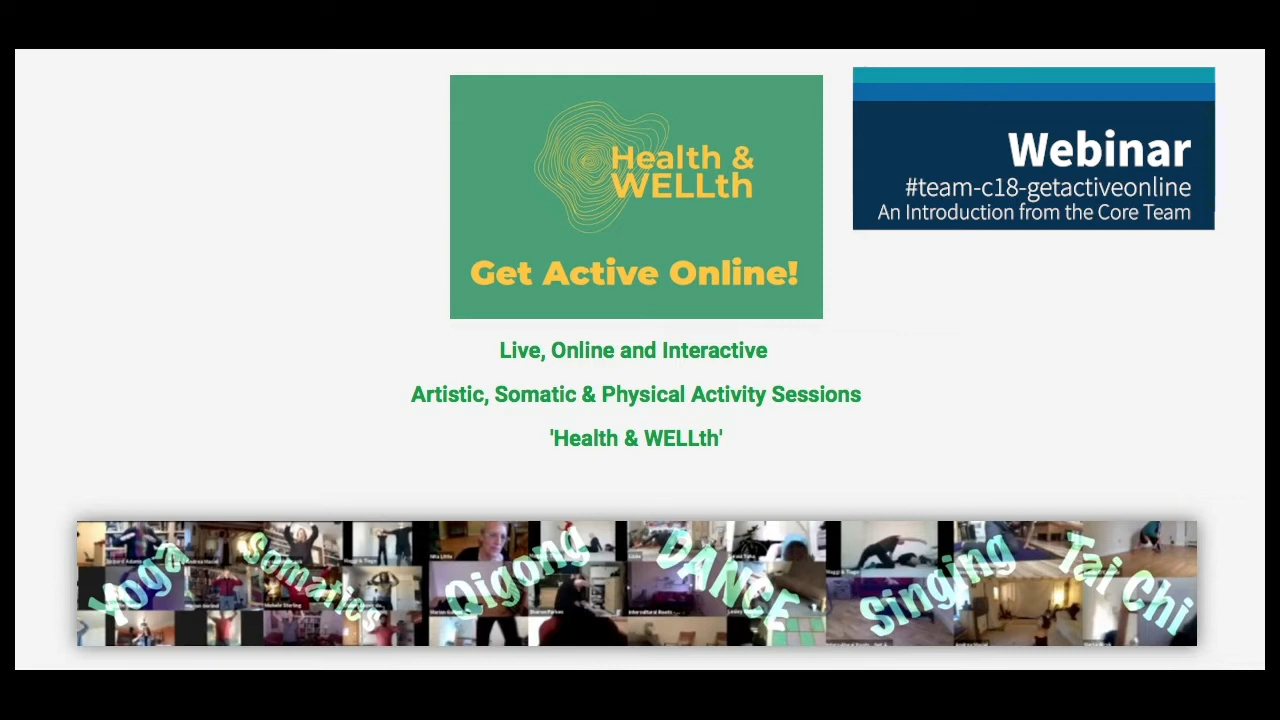 Health &
WELLth
Get Active Online!
Webinar
#team-c18-getactiveonline
An Introduction from the Core Team
Live, Online and Interactive
Artistic, Somatic & Physical Activity Sessions
'Health & WELLth'
Yoga
Somatics
Qigong
DANCE
Singing
Tai Chi